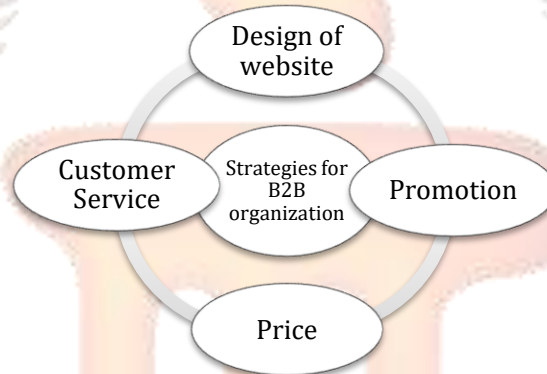 Design of
website
Customer
Service
Strategies for
B2B
organization
Promotion
Price